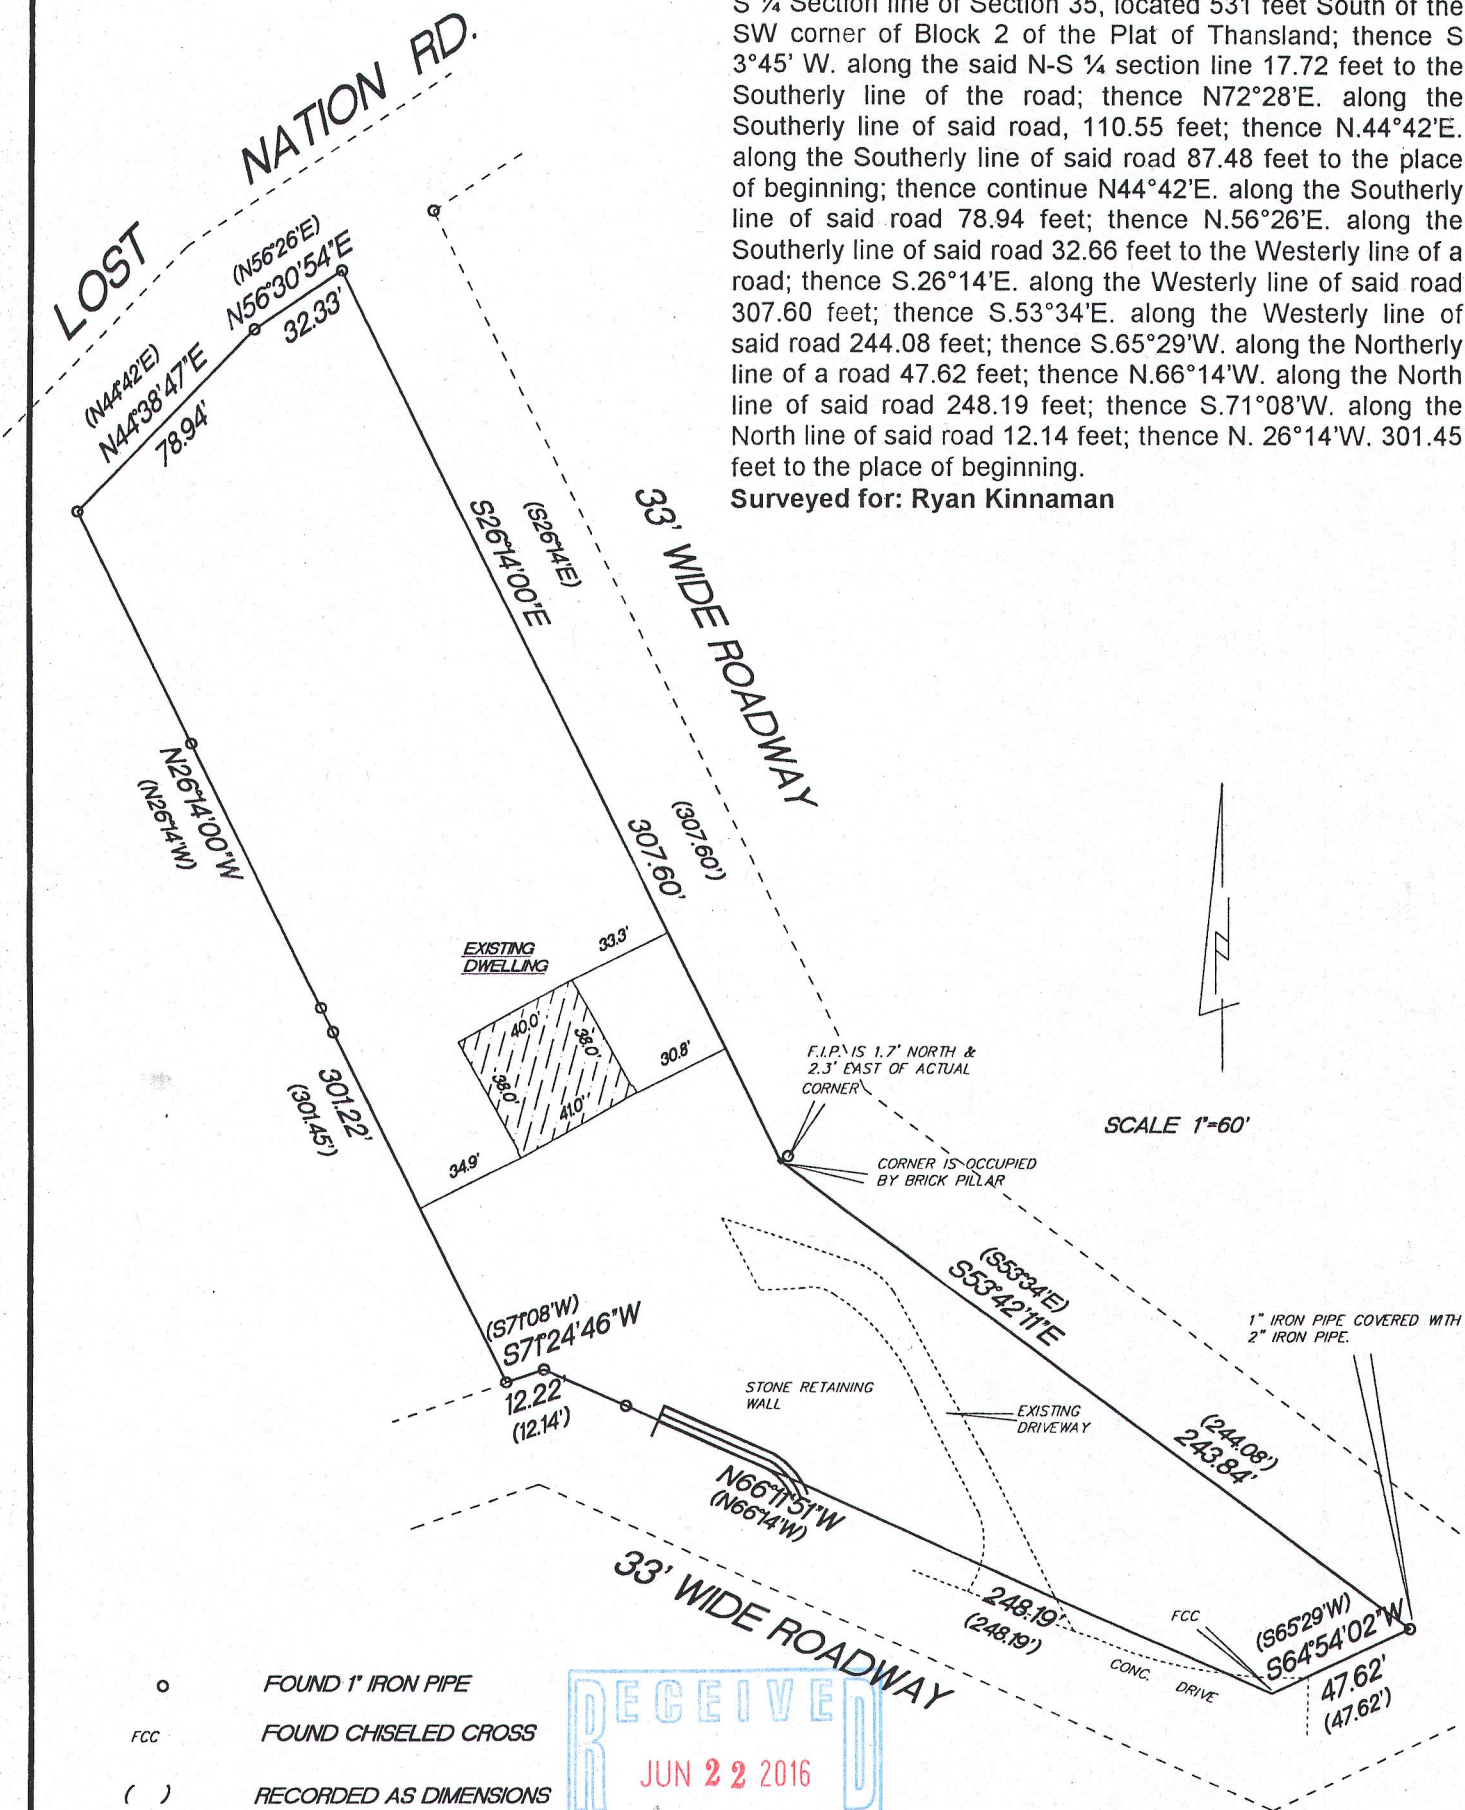 S ¼ Section line of Section 35, located 531 feet South of the
SW corner of Block 2 of the Plat of Thansland; thence S
3°45' W. along the said N-S ¼ section line 17.72 feet to the
Southerly line of the road; thence N72°28'E. along the
Southerly line of said road, 110.55 feet; thence N.44°42'E.
along the Southerly line of said road 87.48 feet to the place
of beginning; thence continue N44°42'E. along the Southerly
line of said road 78.94 feet; thence N.56°26'E. along the
Southerly line of said road 32.66 feet to the Westerly line of a
road; thence S.26°14'E. along the Westerly line of said road
307.60 feet; thence S.53°34'E. along the Westerly line of
said road 244.08 feet; thence S.65°29'W. along the Northerly
line of a road 47.62 feet; thence N.66°14'W. along the North
line of said road 248.19 feet; thence S.71°08'W. along the
North line of said road 12.14 feet; thence N. 26°14'W. 301.45
feet to the place of beginning.
Surveyed for: Ryan Kinnaman
LOST NATION RD.
(N56°26'E)
N56°30'54"E
32.33'
(N44°42'E)
N44°38'47"E
78.94'
S26°14'00"E
(S26°14'E)
33' WIDE ROADWAY
N26°14'00"W
(N26°14'W)
307.60'
(307.60')
EXISTING
DWELLING
33.3'
40.0'
38.0'
38.0'
41.0'
30.8'
34.9'
301.22'
(301.45')
F.I.P. IS 1.7' NORTH &
2.3' EAST OF ACTUAL
CORNER
SCALE 1"=60'
CORNER IS OCCUPIED
BY BRICK PILLAR
(S53°34'E)
S53°42'11"E
1" IRON PIPE COVERED WITH
2" IRON PIPE.
(S71°08'W)
S71°24'46"W
12.22'
(12.14')
STONE RETAINING
WALL
EXISTING
DRIVEWAY
(244.08')
243.84'
N66°11'51"W
(N66°14'W)
33' WIDE ROADWAY
248.19'
(248.19')
FCC
CONC. DRIVE
(S65°29'W)
S64°54'02"W
47.62'
(47.62')
FOUND 1" IRON PIPE
FCC FOUND CHISELED CROSS
( ) RECORDED AS DIMENSIONS
RECEIVED
JUN 22 2016